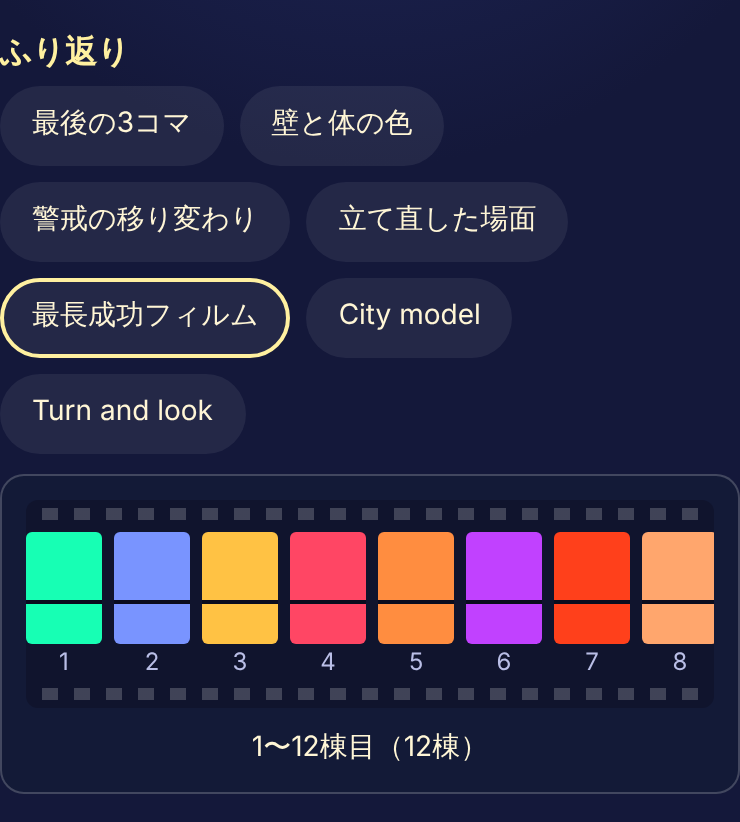 ふり返り
最後の3コマ
壁と体の色
警戒の移り変わり
立て直した場面
最長成功フィルム
City model
Turn and look
1 2 3 4 5 6 7 8
1〜12棟目（12棟）